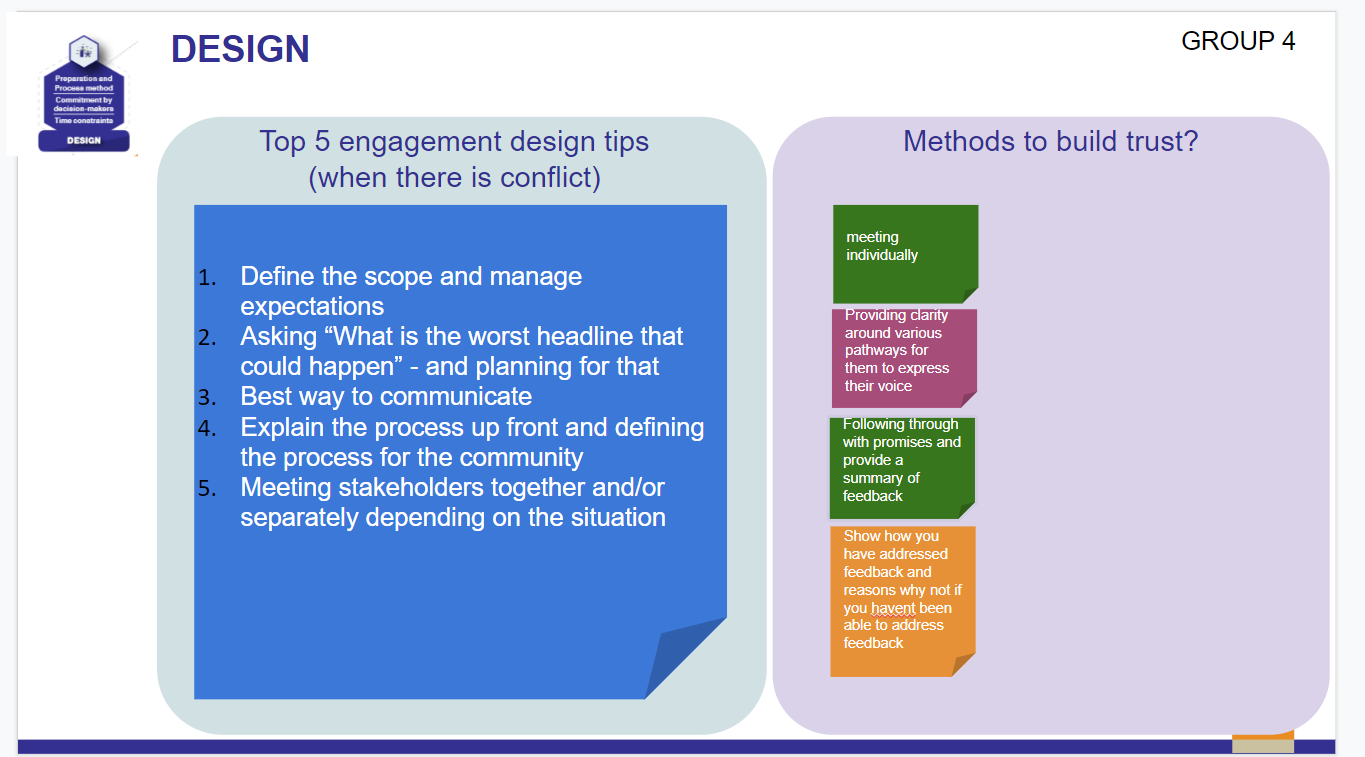 DESIGN
GROUP 4
Preparation and
Process method
Commitment by
decision-makers
Time constraints
DESIGN
Top 5 engagement design tips
(when there is conflict)
1. Define the scope and manage
expectations
2. Asking “What is the worst headline that
could happen” - and planning for that
3. Best way to communicate
4. Explain the process up front and defining
the process for the community
5. Meeting stakeholders together and/or
separately depending on the situation
Methods to build trust?
meeting
individually
Providing clarity
around various
pathways for
them to express
their voice
Following through
with promises and
provide a
summary of
feedback
Show how you
have addressed
feedback and
reasons why not if
you havent been
able to address
feedback